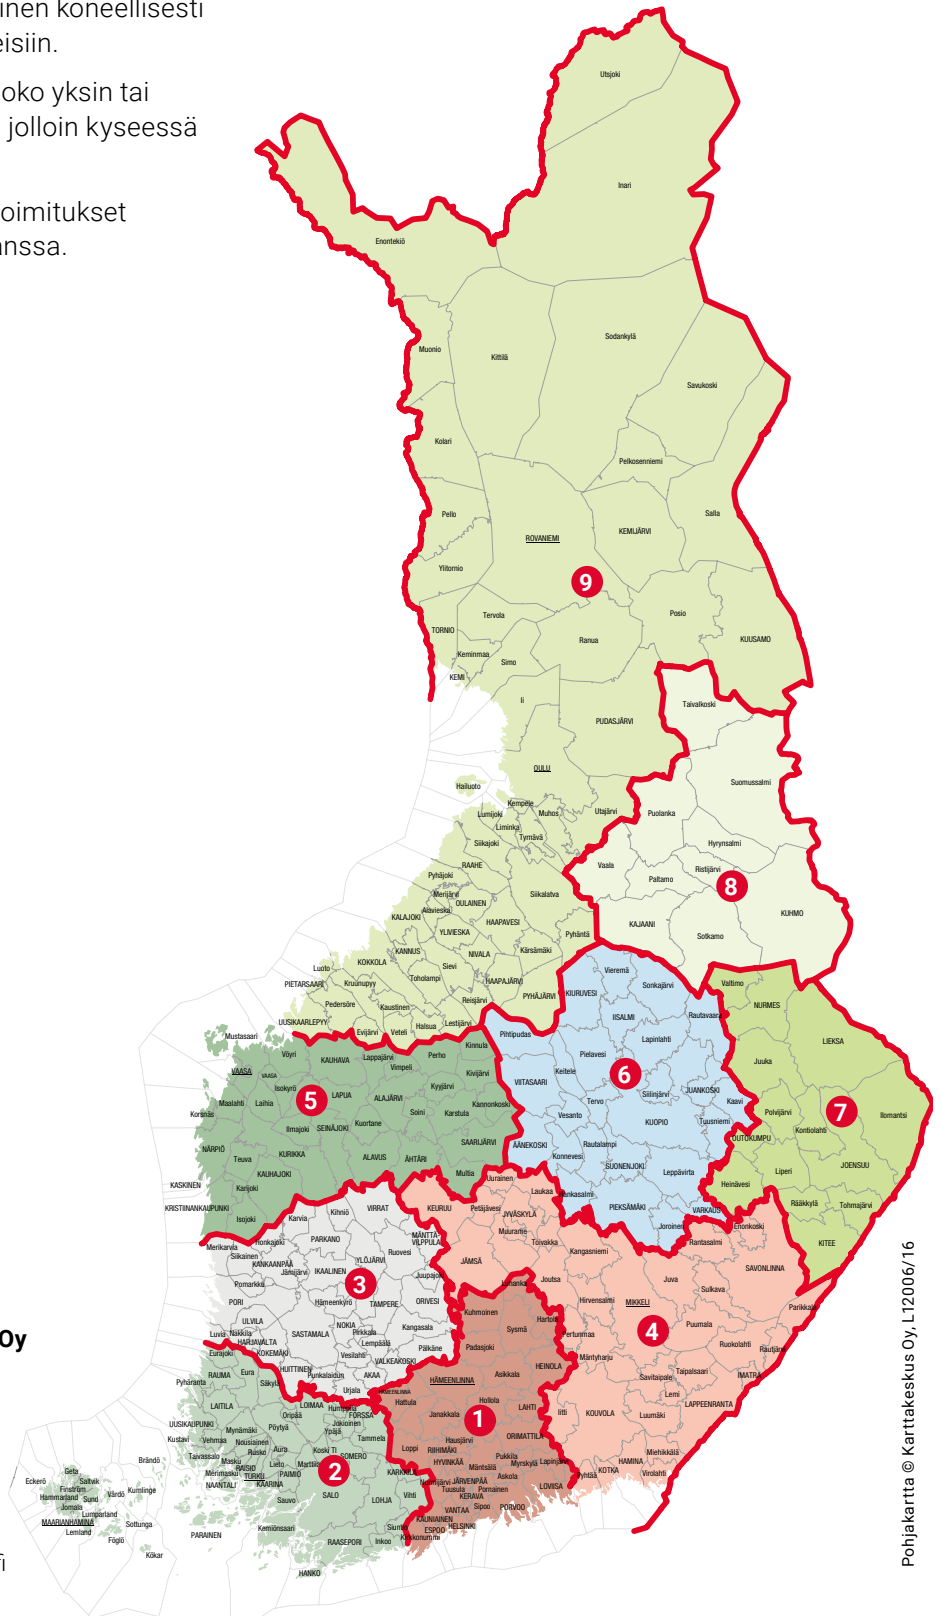 inen koneellisesti
eisiin.
oko yksin tai
jolloin kyseessä
oimitukset
anssa.
Utsjoki
Inari
Enontekiö
Muonio
Kittilä
Sodankylä
Savukoski
Kolari
Pelkosenniemi
Pello
ROVANIEMI
KEMIJÄRVI
Salla
Ylitornio
9
Tervola
Posio
TORNIO
Ranua
KUUSAMO
Keminmaa
Simo
KEMI
Ii
Taivalkoski
PUDASJÄRVI
OULU
Suomussalmi
Hailuoto
Kempele
Lumijoki
Muhos
Utajärvi
Puolanka
Liminka
Tyrnävä
Siikajoki
Hyrynsalmi
RAAHE
Vaala
Ristijärvi
Pyhäjoki
Paltamo
8
Merijärvi
Siikalatva
OULAINEN
Alavieska
KUHMO
KALAJOKI
HAAPAVESI
KAJAANI
YLIVIESKA
Pyhäntä
Sotkamo
KANNUS
Kärsämäki
NIVALA
KOKKOLA
Sievi
Luoto
Vieremä
Toholampi
HAAPAJÄRVI
PIETARSAARI
Kruunupyy
Sonkajärvi
Valtimo
KIURUVESI
PYHÄJÄRVI
Reisjärvi
Pedersöre
Kaustinen
NURMES
UUSIKAARLEPYY
IISALMI
Rautavaara
Lestijärvi
Halsua
Evijärvi
Veteli
Mustasaari
Pihtipudas
Lapinlahti
LIEKSA
Kinnula
Vöyri
Perho
Pielavesi
KAUHAVA
Lappajärvi
Juuka
Vimpeli
VAASA
VAASA
Kivijärvi
Keitele
6
VIITASAARI
Isokyrö
Kyyjärvi
Siilinjärvi
JUANKOSKI
LAPUA
5
ALAJÄRVI
Tervo
Kaavi
Maalahti
Laihia
Kannonkoski
Korsnäs
Soini
Karstula
Vesanto
KUOPIO
Tuusniemi
Polvijärvi
7
Ilomantsi
Ilmajoki
SEINÄJOKI
Kuortane
Kontiolahti
SAARIJÄRVI
ÄÄNEKOSKI
Rautalampi
OUTOKUMPU
NÄRPIÖ
KURIKKA
Konnevesi
Teuva
ALAVUS
ÄHTÄRI
SUONENJOKI
JOENSUU
KAUHAJOKI
Multia
Leppävirta
Liperi
KASKINEN
Uurainen
Heinävesi
Karijoki
Laukaa
Hankasalmi
KRISTIINANKAUPUNKI
Kihniö
VIRRAT
KEURUU
Petäjävesi
PIEKSÄMÄKI
VARKAUS
Rääkkylä
Tohmajärvi
JYVÄSKYLÄ
Isojoki
Karvia
Muurame
Joroinen
Enonkoski
MÄNTTÄ-
VILPPULA
PARKANO
Toivakka
Rantasalmi
KITEE
Merikarvia
Honkajoki
Kangasniemi
Siikainen
Ruovesi
YLÖJÄRVI
JÄMSÄ
SAVONLINNA
KANKAANPÄÄ
Jämijärvi
IKAALINEN
Juupajoki
Joutsa
Juva
Pomarkku
3
Luhanka
Sulkava
PORI
Hämeenkyrö
TAMPERE
ORIVESI
Hirvensalmi
MIKKELI
Parikkala
Kuhmoinen
ULVILA
NOKIA
Hartola
Puumala
Kangasala
Sysmä
4
Luvia
Nakkila
SASTAMALA
Pirkkala
Pertunmaa
HARJAVALTA
Lempäälä
Pälkäne
Padasjoki
Ruokolahti
Rautjärvi
Eurajoki
KOKEMÄKI
Vesilahti
VALKEAKOSKI
Mäntyharju
Eura
HUITTINEN
HEINOLA
Taipalsaari
IMATRA
RAUMA
Punkalaidun
AKAA
HÄMEENLINNA
Asikkala
Savitaipale
Pyhäranta
Säkylä
Urjala
HÄMEENLINNA
Lemi
LAITILA
LOIMAA
Humppila
Hattula
Hollola
LAPPEENRANTA
Oripää
FORSSA
Janakkala
1
LAHTI
Iitti
KOUVOLA
Luumäki
UUSIKAUPUNKI
Jokioinen
Mynämäki
Pöytyä
Ypäjä
Kustavi
Vehmaa
Nousiainen
Tammela
Hausjärvi
ORIMATTILA
Loppi
RIIHIMÄKI
Miehikkälä
Taivassalo
Rusko
Aura
Koski Tl
SOMERO
Pukkila
Masku
Lieto
Marttila
HYVINKÄÄ
Myrskylä
Lapinjärvi
HAMINA
RAISIO
Mäntsälä
Merimasku
TURKU
PAIMIO
2
KARKKILA
Askola
Pyhtää
KOTKA
Virolahti
NAANTALI
KAARINA
Nurmijärvi
JÄRVENPÄÄ
LOVIISA
Tuusula
Pornainen
Sauvo
SALO
Vihti
KERAVA
LOHJA
Sipoo
PORVOO
VANTAA
KAUNIAINEN
Kemiönsaari
Siuntio
HELSINKI
ESPOO
PARAINEN
Kirkkonummi
RAASEPORI
Inkoo
HANKO
Brändö
Geta
Eckerö
Saltvik
Finström
Kumlinge
Vårdö
Hammarland
Sund
Jomala
Lumparland
MAARIANHAMINA
Sottunga
Lemland
Föglö
Kökar
Oy
fi
Pohjakartta © Karttakeskus Oy, L12006/16